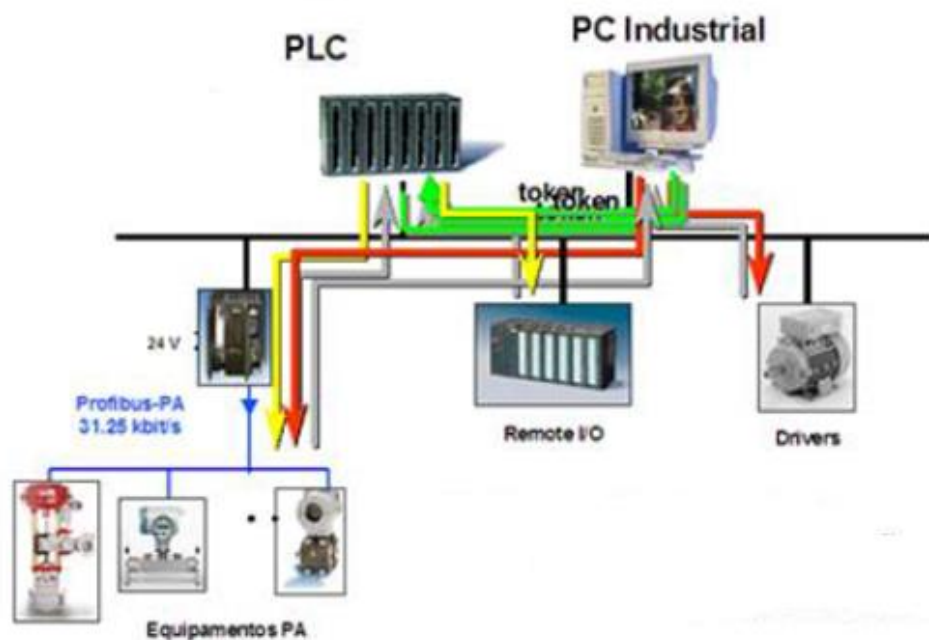 PLC
PC Industrial
token
token
24 V
Profibus-PA
31.25 kbit/s
Remote I/O
Drivers
Equipamentos PA